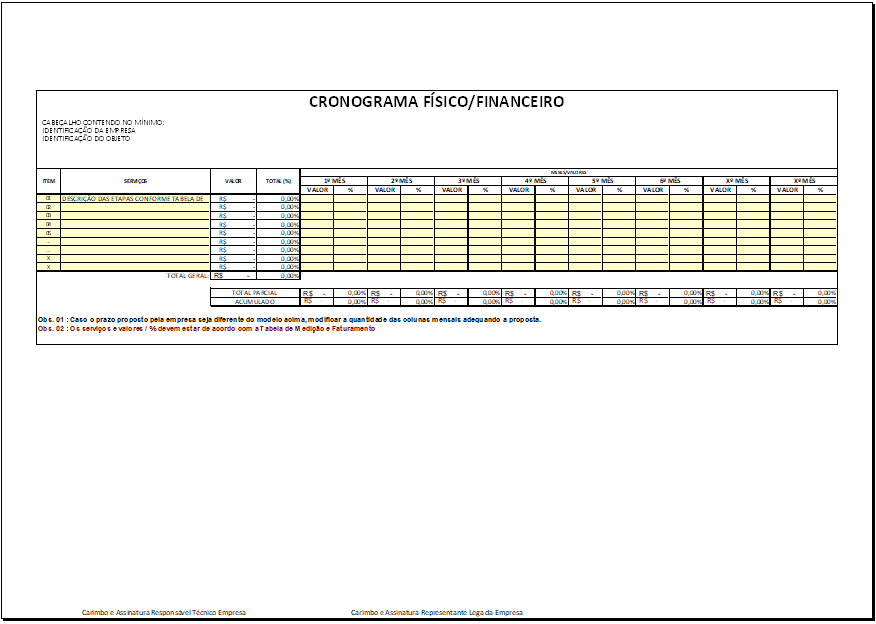 CRONOGRAMA FÍSICO/FINANCEIRO
CABEÇALHO CONTENDO NO MÍNIMO:
IDENTIFICAÇÃO DA EMPRESA
IDENTIFICAÇÃO DO OBJETO
MESES/VALORES
ITEM SERVIÇOS VALOR TOTAL (%) 1º MÊS 2º MÊS 3º MÊS 4º MÊS 5º MÊS 6º MÊS Xº MÊS Xº MÊS
VALOR % VALOR % VALOR % VALOR % VALOR % VALOR % VALOR % VALOR %
01 DESCRIÇÃO DAS ETAPAS CONFORME TABELA DE R$ - 0,00%
02 R$ - 0,00%
03 R$ - 0,00%
04 R$ - 0,00%
05 R$ - 0,00%
... R$ - 0,00%
... R$ - 0,00%
X R$ - 0,00%
X R$ - 0,00%
TOTAL GERAL: R$ - 0,00%
TOTAL PARCIAL R$ - 0,00% R$ - 0,00% R$ - 0,00% R$ - 0,00% R$ - 0,00% R$ - 0,00% R$ - 0,00% R$ - 0,00%
ACUMULADO R$ 0,00% R$ 0,00% R$ 0,00% R$ 0,00% R$ 0,00% R$ 0,00% R$ 0,00% R$ 0,00%
Obs. 01 : Caso o prazo proposto pela empresa seja diferente do modelo acima, modificar a quantidade das colunas mensais adequando a proposta.
Obs. 02 : Os serviços e valores / % devem estar de acordo com a Tabela de Medição e Faturamento
Carimbo e Assinatura Responsável Técnico Empresa
Carimbo e Assinatura Representante Lega da Empresa